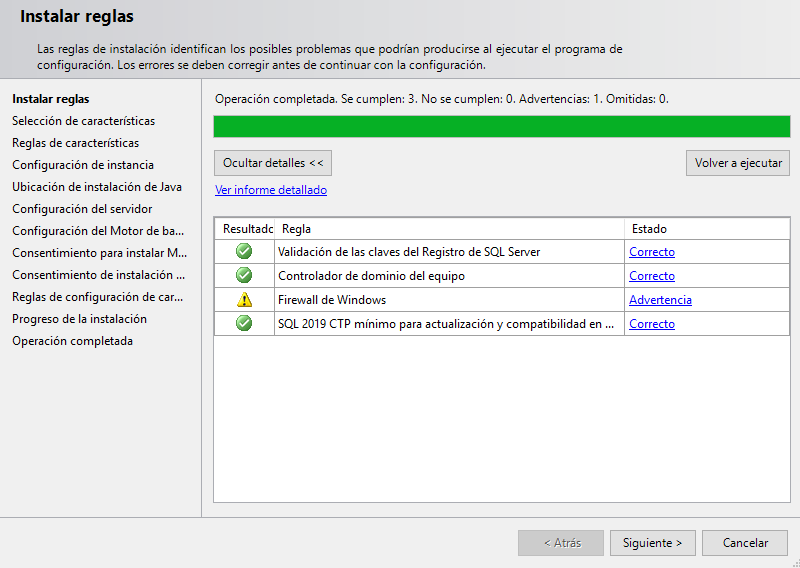 Instalar reglas
Las reglas de instalación identifican los posibles problemas que podrían producirse al ejecutar el programa de
configuración. Los errores se deben corregir antes de continuar con la configuración.
Instalar reglas
Selección de características
Reglas de características
Configuración de instancia
Ubicación de instalación de Java
Configuración del servidor
Configuración del Motor de ba...
Consentimiento para instalar M...
Consentimiento de instalación ...
Reglas de configuración de car...
Progreso de la instalación
Operación completada
Operación completada. Se cumplen: 3. No se cumplen: 0. Advertencias: 1. Omitidas: 0.
Ocultar detalles <<
Volver a ejecutar
Ver informe detallado
Resultado Regla Estado
Validación de las claves del Registro de SQL Server Correcto
Controlador de dominio del equipo Correcto
Firewall de Windows Advertencia
SQL 2019 CTP mínimo para actualización y compatibilidad en ... Correcto
< Atrás Siguiente > Cancelar